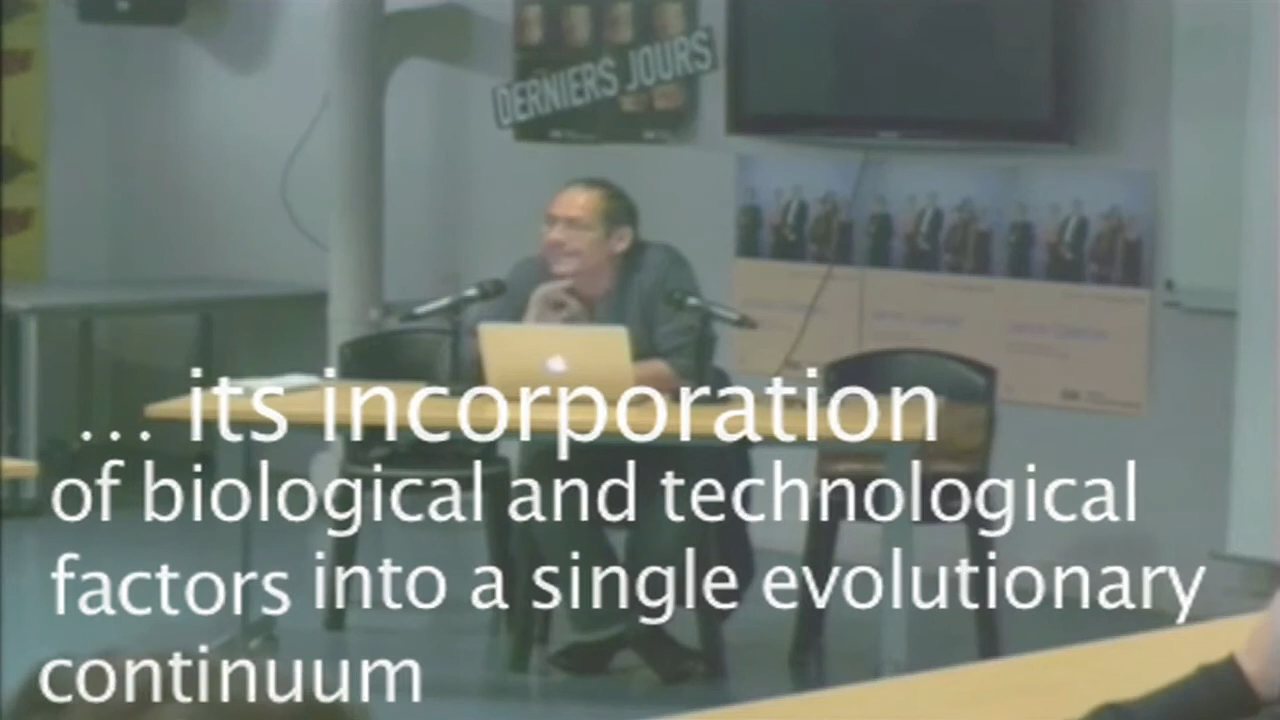 DERNIERS JOURS
... its incorporation
of biological and technological
factors into a single evolutionary
continuum